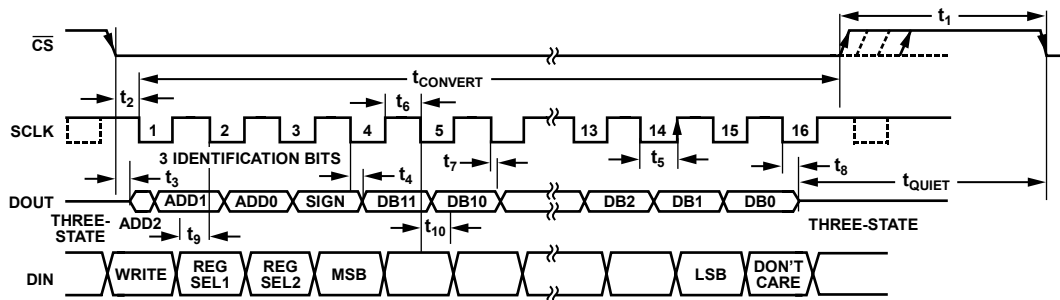 t1
CS
tCONVERT
t2
t6
SCLK
1 2 3 4 5 13 14 15 16
3 IDENTIFICATION BITS
t7
t5
t8
t3
t4
tQUIET
DOUT
ADD1 ADD0 SIGN DB11 DB10 DB2 DB1 DB0
THREE-STATE
ADD2
THREE-STATE
t9
t10
DIN
WRITE
REG SEL1
REG SEL2
MSB
LSB
DON'T CARE